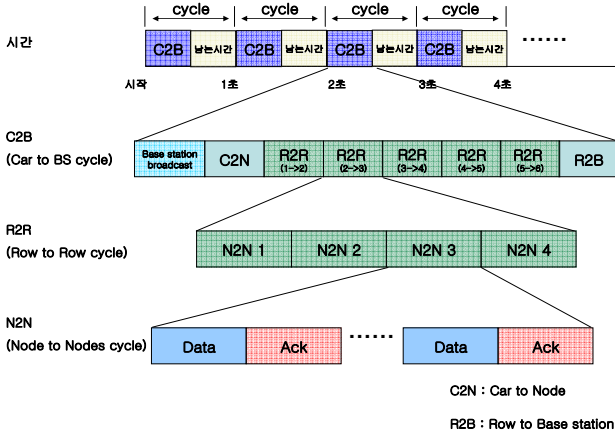 cycle cycle cycle cycle
시간
C2B 남는시간 C2B 남는시간 C2B 남는시간 C2B 남는시간 ······
시작 1초 2초 3초 4초
C2B
(Car to BS cycle)
Base station
broadcast
C2N
R2R
(1->2)
R2R
(2->3)
R2R
(3->4)
R2R
(4->5)
R2R
(5->6)
R2B
R2R
(Row to Row cycle)
N2N 1 N2N 2 N2N 3 N2N 4
N2N
(Node to Nodes cycle)
Data Ack ······ Data Ack
C2N : Car to Node
R2B : Row to Base station